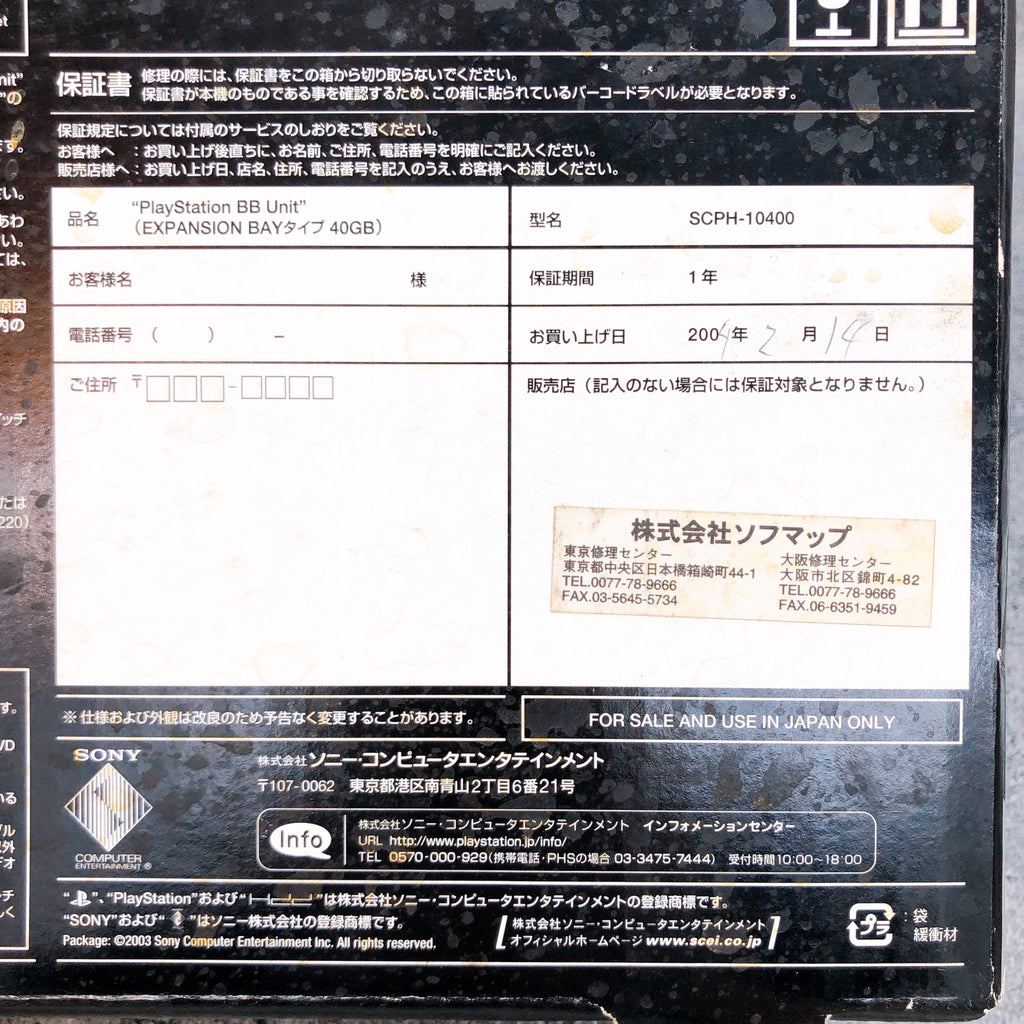 保証書
修理の際には、保証書をこの箱から切り取らないでください。
保証書が本機のものである事を確認するため、この箱に貼られているバーコードラベルが必要となります。
保証規定については付属のサービスのしおりをご覧ください。
お客様へ　：お買い上げ後直ちに、お名前、ご住所、電話番号を明確にご記入ください。
販売店様へ：お買い上げ日、店名、住所、電話番号を記入のうえ、お客様へお渡しください。
品名 “PlayStation BB Unit”
（EXPANSION BAYタイプ 40GB）
型名 SCPH-10400
お客様名 様
保証期間 1年
電話番号 （ ） −
お買い上げ日 2004年 2月14日
ご住所 〒□□□-□□□□
販売店（記入のない場合には保証対象となりません。）
株式会社ソフマップ
東京修理センター
東京都中央区日本橋箱崎町44-1
TEL.0077-78-9666
FAX.03-5645-5734
大阪修理センター
大阪市北区錦町4-82
TEL.0077-78-9666
FAX.06-6351-9459
※仕様および外観は改良のため予告なく変更することがあります。
FOR SALE AND USE IN JAPAN ONLY
SONY
COMPUTER
ENTERTAINMENT®
株式会社ソニー・コンピュータエンタテインメント
〒107-0062　東京都港区南青山2丁目6番21号
Info
株式会社ソニー・コンピュータエンタテインメント　インフォメーションセンター
URL http://www.playstation.jp/info/
TEL 0570-000-929（携帯電話・PHSの場合 03-3475-7444）　受付時間10:00〜18:00
“ ”、“PlayStation”および“ ”は株式会社ソニー・コンピュータエンタテインメントの登録商標です。
“SONY”および“ ”はソニー株式会社の登録商標です。
Package: ©2003 Sony Computer Entertainment Inc. All rights reserved.
株式会社ソニー・コンピュータエンタテインメント
オフィシャルホームページ www.scei.co.jp
プラ
：袋
緩衝材